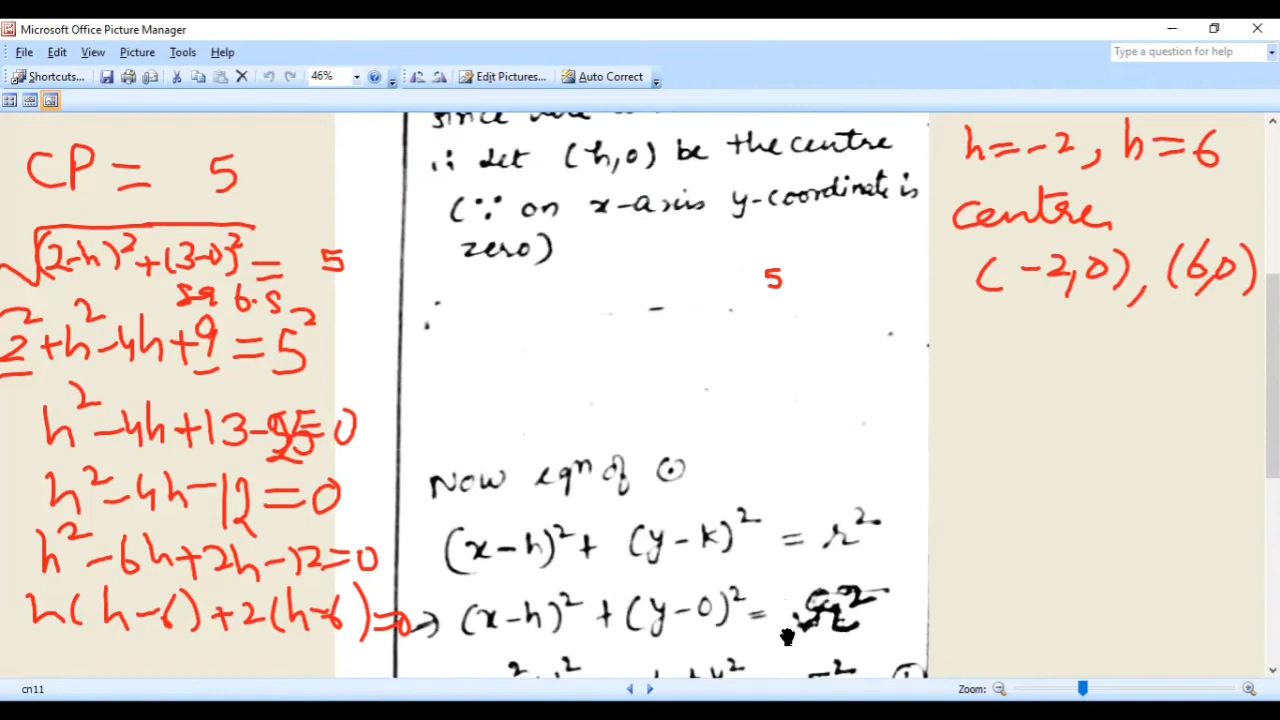 Microsoft Office Picture Manager
File Edit View Picture Tools Help
Type a question for help
Shortcuts... 46% Edit Pictures... Auto Correct
CP = 5
√(2-h)²+(3-0)² = 5
sq b.s
2²+h²-4h+9=5²
h²-4h+13-25=0
h²-4h-12=0
h²-6h+2h-12=0
h(h-6)+2(h-6)=0
since
∴ Let (h,0) be the centre
(∵ on x-axis y-coordinate is
zero)
5
Now eqⁿ of ⊙
(x-h)²+ (y-k)² = r²
→ (x-h)² + (y-0)² =
h=-2, h=6
centre
(-2,0), (6,0)
cn11
Zoom: